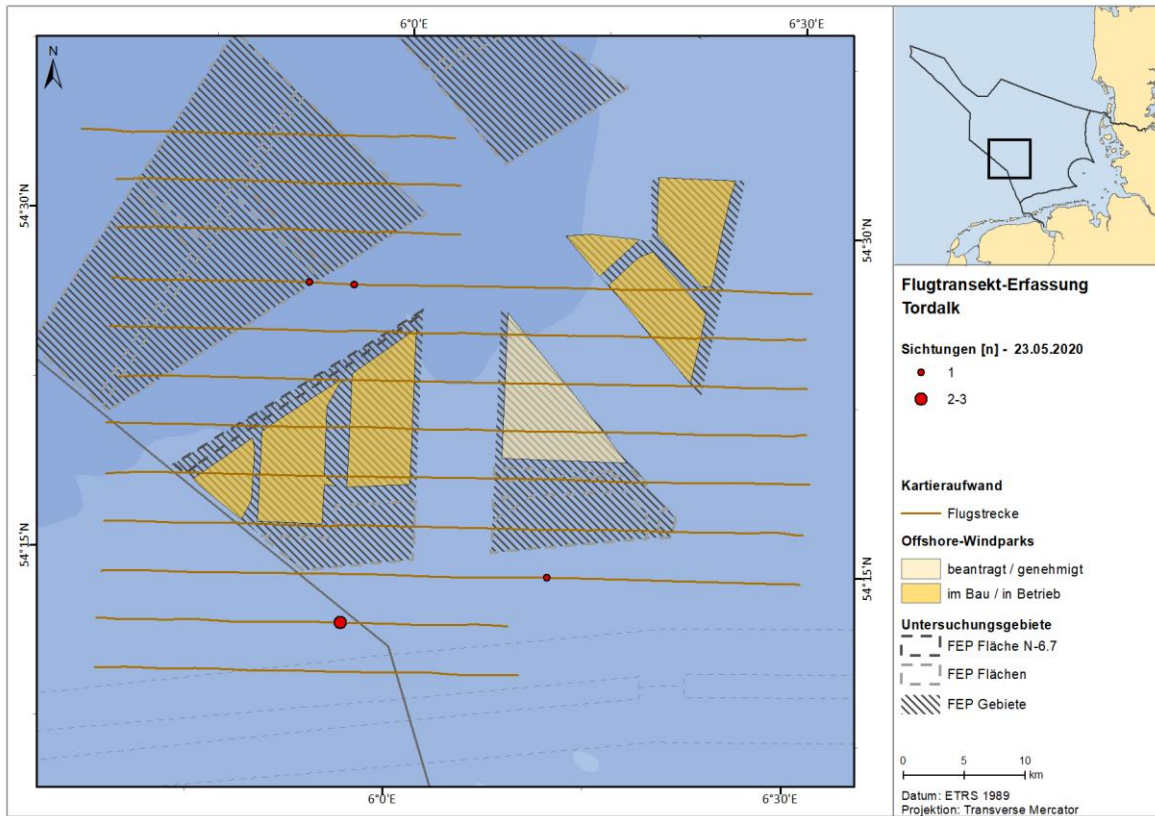 6°0'E
6°30'E
N
54°30'N
54°30'N
54°15'N
54°15'N
6°0'E
6°30'E
Flugtransekt-Erfassung
Tordalk
Sichtungen [n] - 23.05.2020
1
2-3
Kartieraufwand
Flugstrecke
Offshore-Windparks
beantragt / genehmigt
im Bau / in Betrieb
Untersuchungsgebiete
FEP Fläche N-6.7
FEP Flächen
FEP Gebiete
0 5 10
km
Datum: ETRS 1989
Projektion: Transverse Mercator